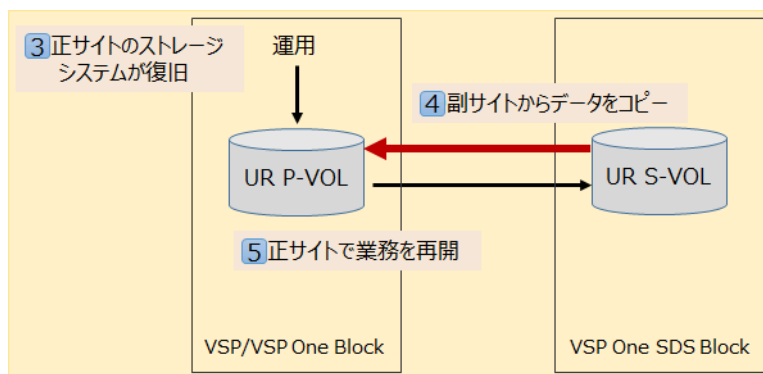 3 正サイトのストレージ
システムが復旧
運用
4 副サイトからデータをコピー
UR P-VOL
UR S-VOL
5 正サイトで業務を再開
VSP/VSP One Block
VSP One SDS Block